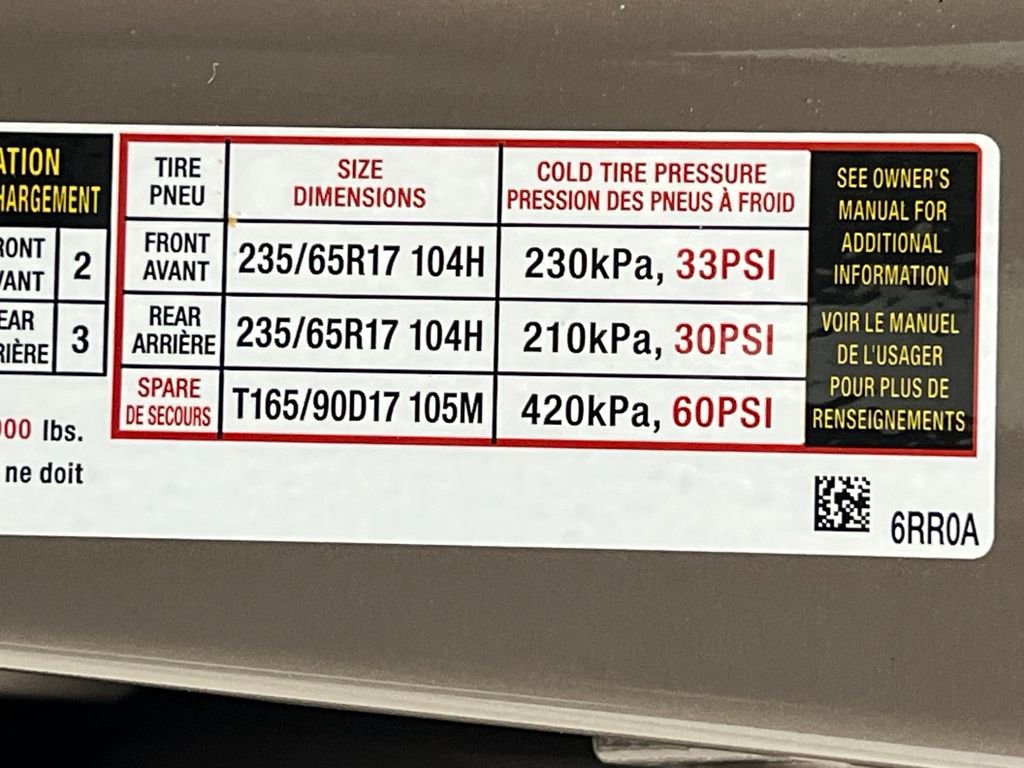 ATION
HARGEMENT
RONT
VANT
2
EAR
RIÈRE
3
000 lbs.
ne doit
TIRE
PNEU
SIZE
DIMENSIONS
COLD TIRE PRESSURE
PRESSION DES PNEUS À FROID
FRONT
AVANT
235/65R17 104H
230kPa, 33PSI
REAR
ARRIÈRE
235/65R17 104H
210kPa, 30PSI
SPARE
DE SECOURS
T165/90D17 105M
420kPa, 60PSI
SEE OWNER'S
MANUAL FOR
ADDITIONAL
INFORMATION
VOIR LE MANUEL
DE L'USAGER
POUR PLUS DE
RENSEIGNEMENTS
6RR0A